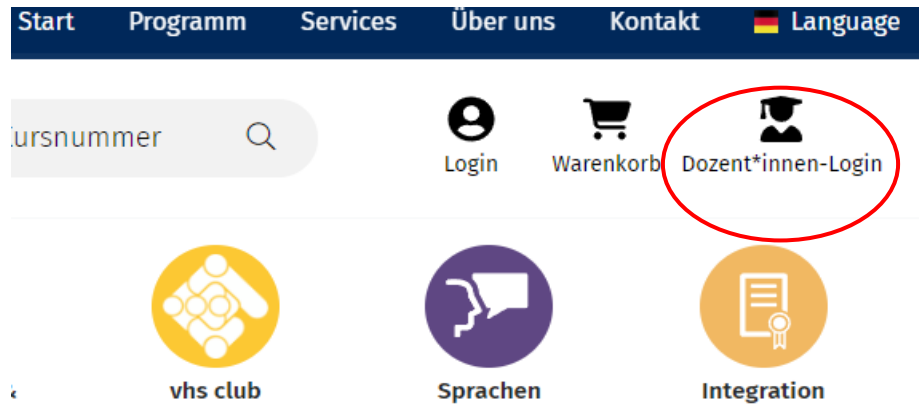 Start Programm Services Über uns Kontakt Language
ursnummer
Login Warenkorb Dozent*innen-Login
vhs club Sprachen Integration